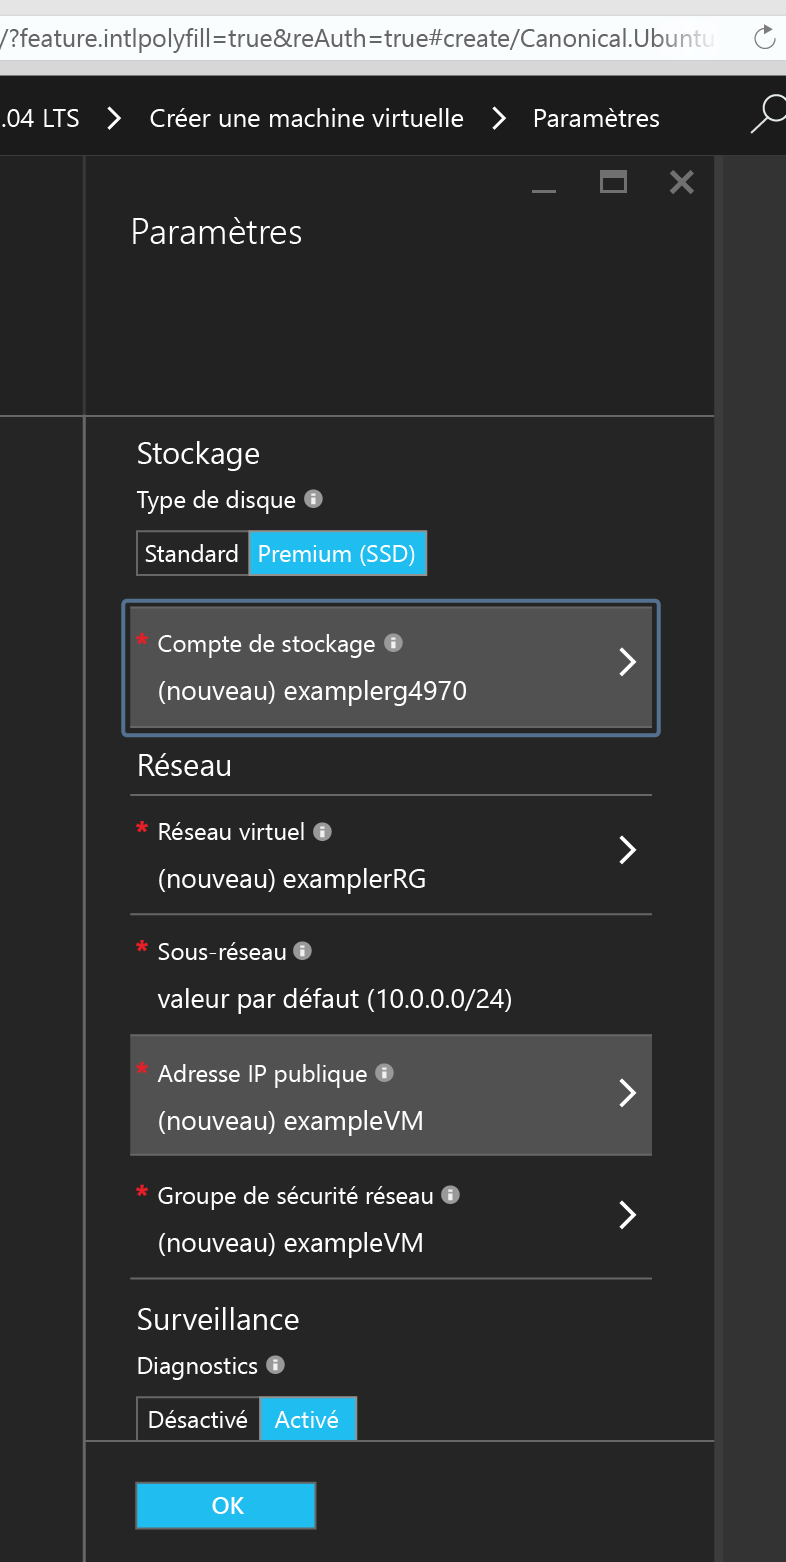 /?feature.intlpolyfill=true&reAuth=true#create/Canonical.Ubuntu
.04 LTS > Créer une machine virtuelle > Paramètres
Paramètres
Stockage
Type de disque
Standard Premium (SSD)
* Compte de stockage
(nouveau) examplerg4970
Réseau
* Réseau virtuel
(nouveau) examplerRG
* Sous-réseau
valeur par défaut (10.0.0.0/24)
* Adresse IP publique
(nouveau) exampleVM
* Groupe de sécurité réseau
(nouveau) exampleVM
Surveillance
Diagnostics
Désactivé Activé
OK